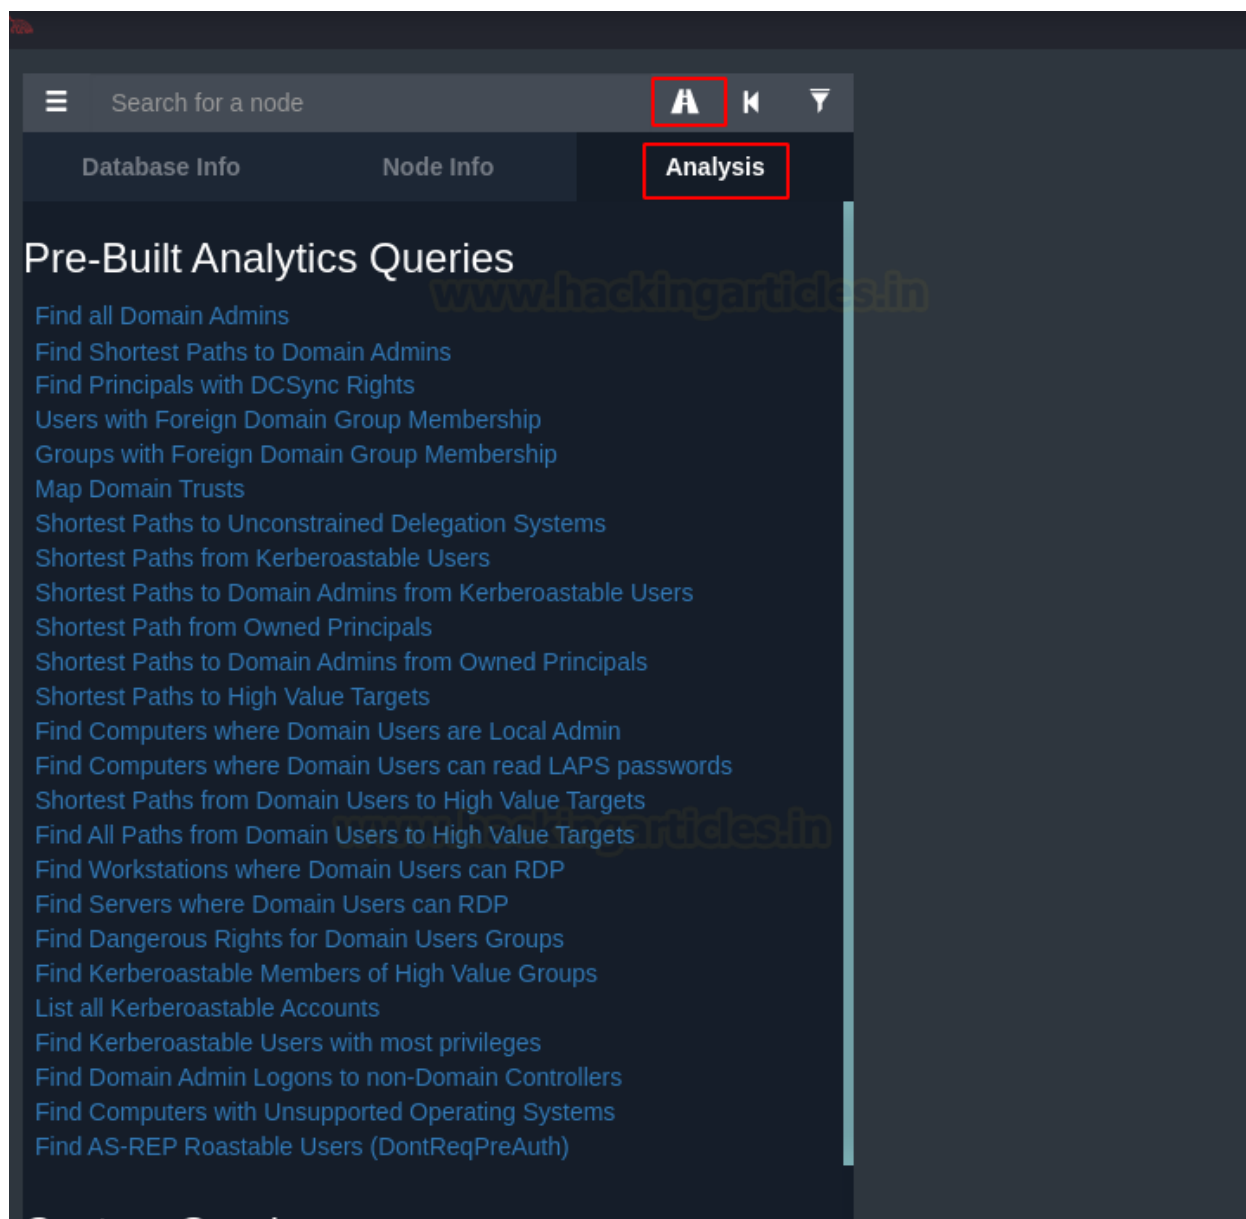 Search for a node
Database Info
Node Info
Analysis
Pre-Built Analytics Queries
www.hackingarticles.in
Find all Domain Admins
Find Shortest Paths to Domain Admins
Find Principals with DCSync Rights
Users with Foreign Domain Group Membership
Groups with Foreign Domain Group Membership
Map Domain Trusts
Shortest Paths to Unconstrained Delegation Systems
Shortest Paths from Kerberoastable Users
Shortest Paths to Domain Admins from Kerberoastable Users
Shortest Path from Owned Principals
Shortest Paths to Domain Admins from Owned Principals
Shortest Paths to High Value Targets
Find Computers where Domain Users are Local Admin
Find Computers where Domain Users can read LAPS passwords
Shortest Paths from Domain Users to High Value Targets
www.hackingarticles.in
Find All Paths from Domain Users to High Value Targets
Find Workstations where Domain Users can RDP
Find Servers where Domain Users can RDP
Find Dangerous Rights for Domain Users Groups
Find Kerberoastable Members of High Value Groups
List all Kerberoastable Accounts
Find Kerberoastable Users with most privileges
Find Domain Admin Logons to non-Domain Controllers
Find Computers with Unsupported Operating Systems
Find AS-REP Roastable Users (DontReqPreAuth)